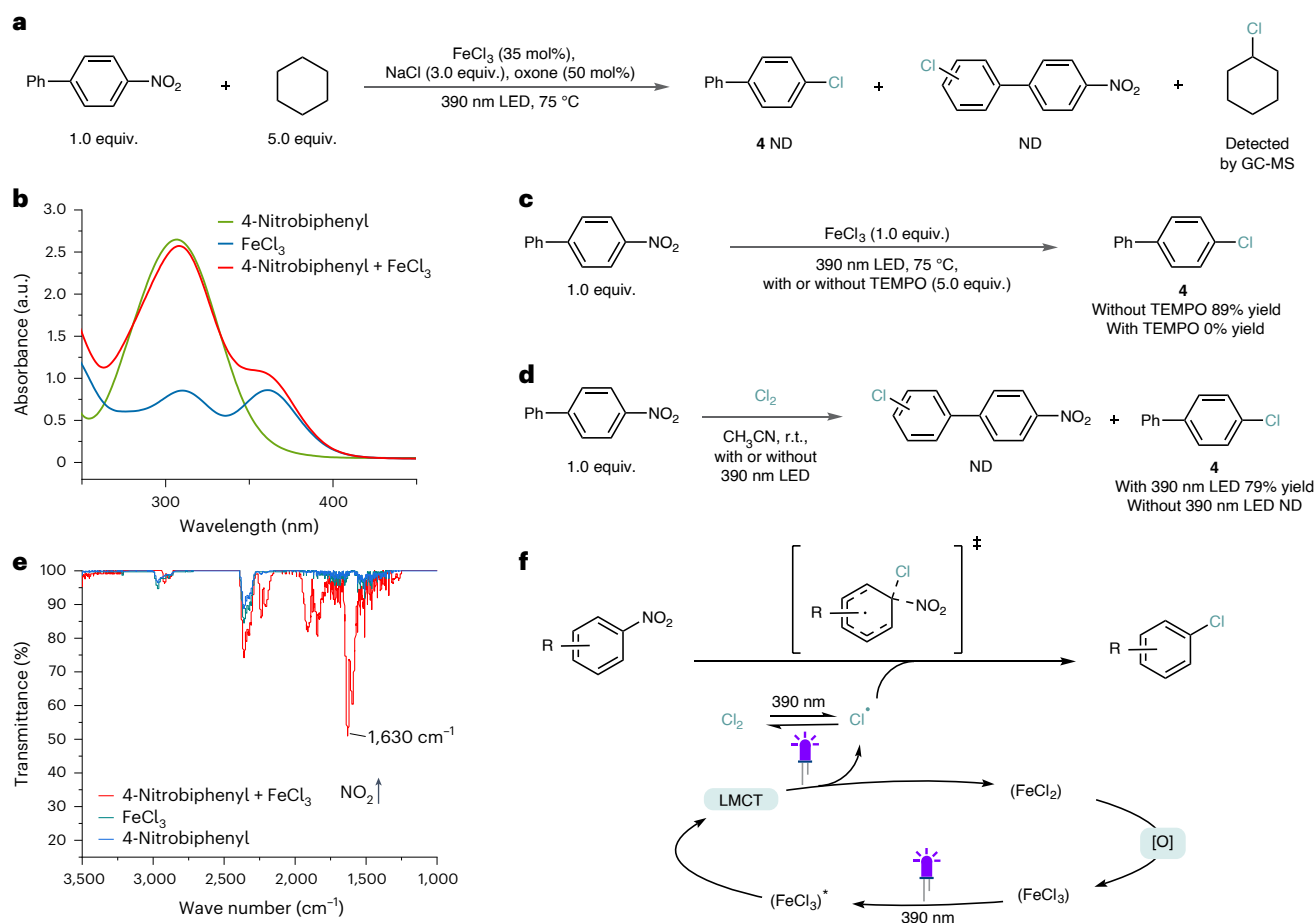 a
Ph
NO₂
1.0 equiv.
+
5.0 equiv.
FeCl₃ (35 mol%),
NaCl (3.0 equiv.), oxone (50 mol%)
390 nm LED, 75 °C
Ph
Cl
4 ND
+
Cl
NO₂
ND
+
Cl
Detected
by GC-MS
b
Absorbance (a.u.)
3.0
2.5
2.0
1.5
1.0
0.5
0
300
400
Wavelength (nm)
4-Nitrobiphenyl
FeCl₃
4-Nitrobiphenyl + FeCl₃
c
Ph
NO₂
1.0 equiv.
FeCl₃ (1.0 equiv.)
390 nm LED, 75 °C,
with or without TEMPO (5.0 equiv.)
Ph
Cl
4
Without TEMPO 89% yield
With TEMPO 0% yield
d
Ph
NO₂
1.0 equiv.
Cl₂
CH₃CN, r.t.,
with or without
390 nm LED
Cl
NO₂
ND
+
Ph
Cl
4
With 390 nm LED 79% yield
Without 390 nm LED ND
e
Transmittance (%)
100
90
80
70
60
50
40
30
20
1,630 cm⁻¹
NO₂↑
4-Nitrobiphenyl + FeCl₃
FeCl₃
4-Nitrobiphenyl
3,500
3,000
2,500
2,000
1,500
1,000
Wave number (cm⁻¹)
f
R
NO₂
Cl
NO₂
R
‡
R
Cl
Cl₂
390 nm
Cl•
LMCT
(FeCl₂)
[O]
(FeCl₃)
390 nm
(FeCl₃)*